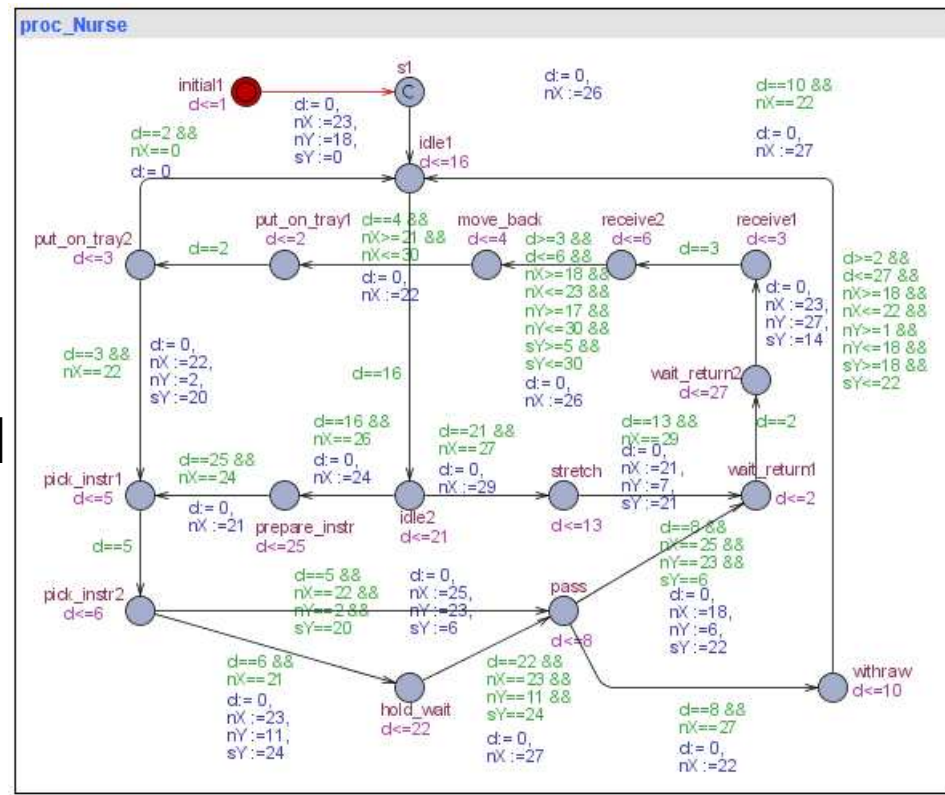 proc_Nurse
initial1
d<=1
s1
d:= 0,
nX :=23,
nY :=18,
sY :=0
d:= 0,
nX :=26
d==10 &&
nX==22
d:= 0,
nX :=27
d==2 &&
nX==0
d:= 0
idle1
d<=16
put_on_tray2
d<=3
d==2
put_on_tray1
d<=2
d==4 &&
nX>=21 &&
nX<=30
d:= 0,
nX :=22
move_back
d<=4
d>=3 &&
d<=6 &&
nX>=18 &&
nX<=23 &&
nY>=17 &&
nY<=30 &&
sY>=5 &&
sY<=30
d:= 0,
nX :=26
receive2
d<=6
d==3
receive1
d<=3
d:= 0,
nX :=23,
nY :=27,
sY :=14
d>=2 &&
d<=27 &&
nX>=18 &&
nX<=22 &&
nY>=1 &&
nY<=18 &&
sY>=18 &&
sY<=22
d==3 &&
nX==22
d:= 0,
nX :=22,
nY :=2,
sY :=20
d==16
wait_return2
d<=27
d==2
pick_instr1
d<=5
d==25 &&
nX==24
d:= 0,
nX :=21
prepare_instr
d<=25
d==16 &&
nX==26
d:= 0,
nX :=24
idle2
d<=21
d==21 &&
nX==27
d:= 0,
nX :=29
stretch
d<=13
d==13 &&
nX==29
d:= 0,
nX :=21,
nY :=7,
sY :=21
wait_return1
d<=2
d==5
pick_instr2
d<=6
d==5 &&
nX==22 &&
nY==2 &&
sY==20
d:= 0,
nX :=25,
nY :=23,
sY :=6
pass
d<=8
d==8 &&
nX==25 &&
nY==23 &&
sY==6
d:= 0,
nX :=18,
nY :=6,
sY :=22
d==6 &&
nX==21
d:= 0,
nX :=23,
nY :=11,
sY :=24
hold_wait
d<=22
d==22 &&
nX==23 &&
nY==11 &&
sY==24
d:= 0,
nX :=27
d==8 &&
nX==27
d:= 0,
nX :=22
withraw
d<=10